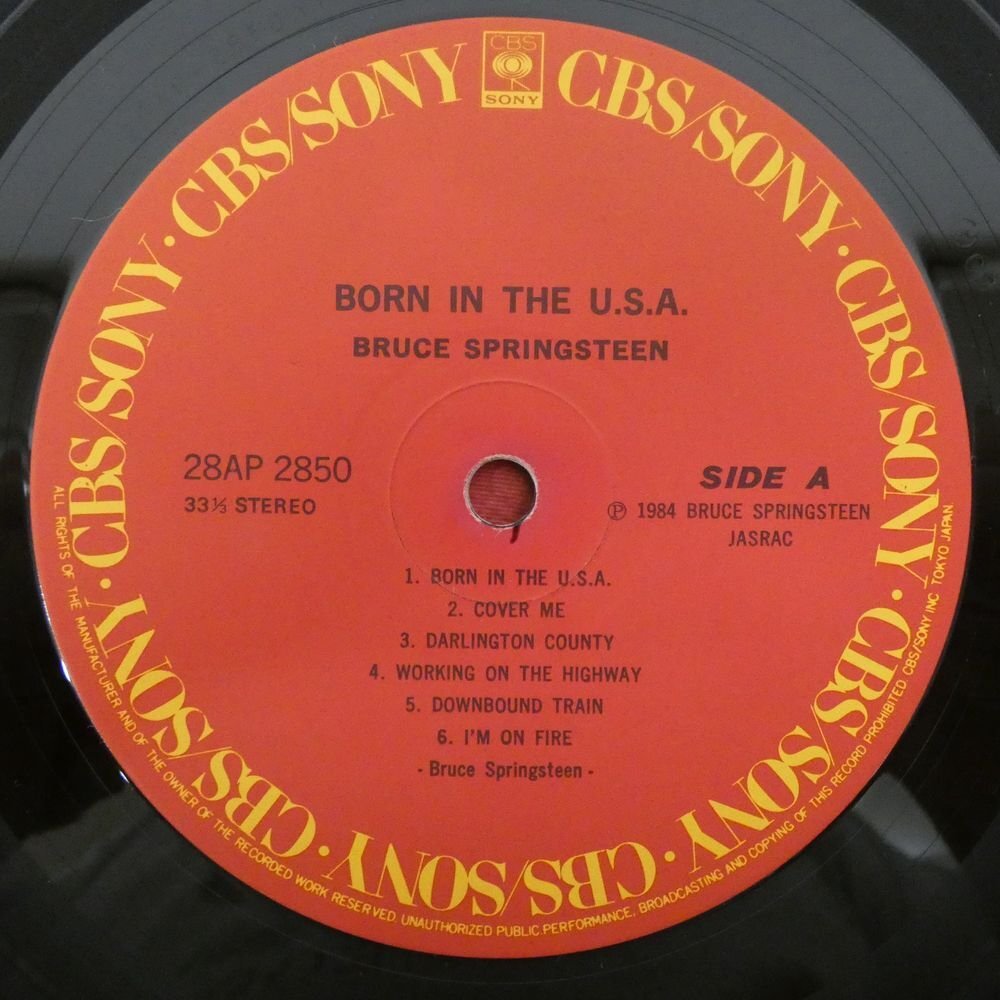 CBS
SONY
CBS/SONY · CBS/SONY · CBS/SONY · CBS/SONY · CBS/SONY · CBS/SONY · CBS/SONY
BORN IN THE U.S.A.
BRUCE SPRINGSTEEN
28AP 2850
33⅓ STEREO
SIDE A
Ⓟ 1984 BRUCE SPRINGSTEEN
JASRAC
1. BORN IN THE U.S.A.
2. COVER ME
3. DARLINGTON COUNTY
4. WORKING ON THE HIGHWAY
5. DOWNBOUND TRAIN
6. I'M ON FIRE
- Bruce Springsteen -
ALL RIGHTS OF THE MANUFACTURER AND OF THE OWNER OF THE RECORDED WORK RESERVED. UNAUTHORIZED PUBLIC PERFORMANCE, BROADCASTING AND COPYING OF THIS RECORD PROHIBITED. CBS/SONY INC. TOKYO JAPAN